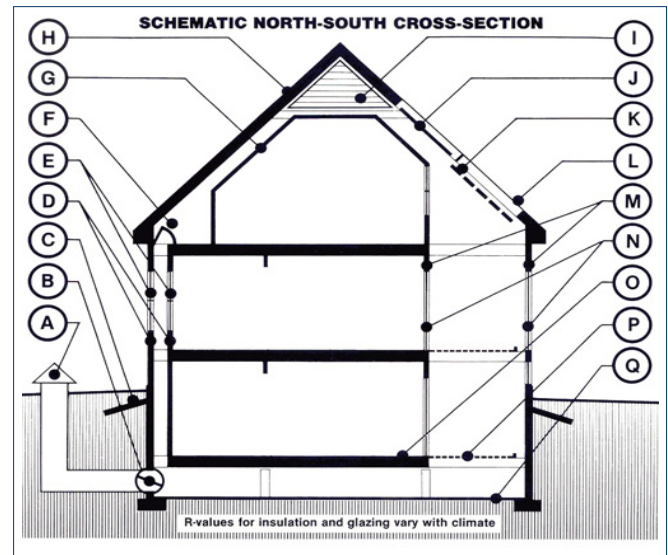 SCHEMATIC NORTH-SOUTH CROSS-SECTION
H
I
G
J
F
K
E
L
D
M
C
N
B
O
A
P
Q
R-values for insulation and glazing vary with climate